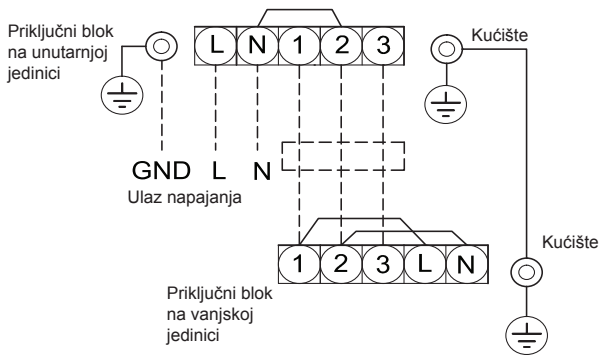 Priključni blok
na unutarnjoj
jedinici
L N 1 2 3
Kućište
GND L N
Ulaz napajanja
1 2 3 L N
Kućište
Priključni blok
na vanjskoj
jedinici